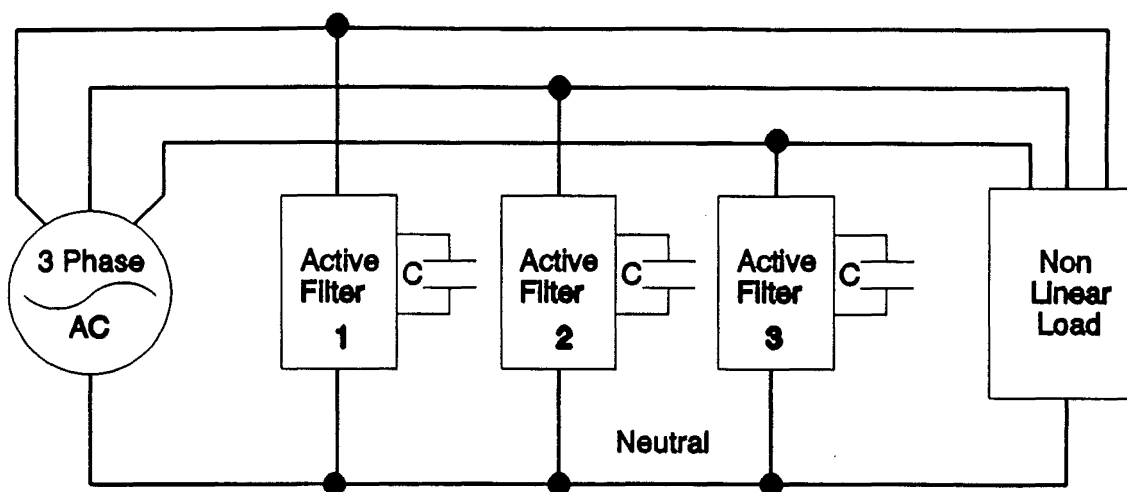 3 Phase
AC
Active
Filter
1
C
Active
Filter
2
C
Active
Filter
3
C
Non
Linear
Load
Neutral